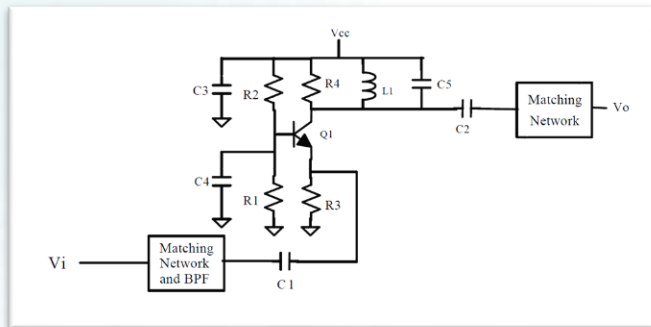 Vcc
C3
R2
R4
L1
C5
Matching
Network
Vo
C2
Q1
C4
R1
R3
Vi
Matching
Network
and BPF
C1